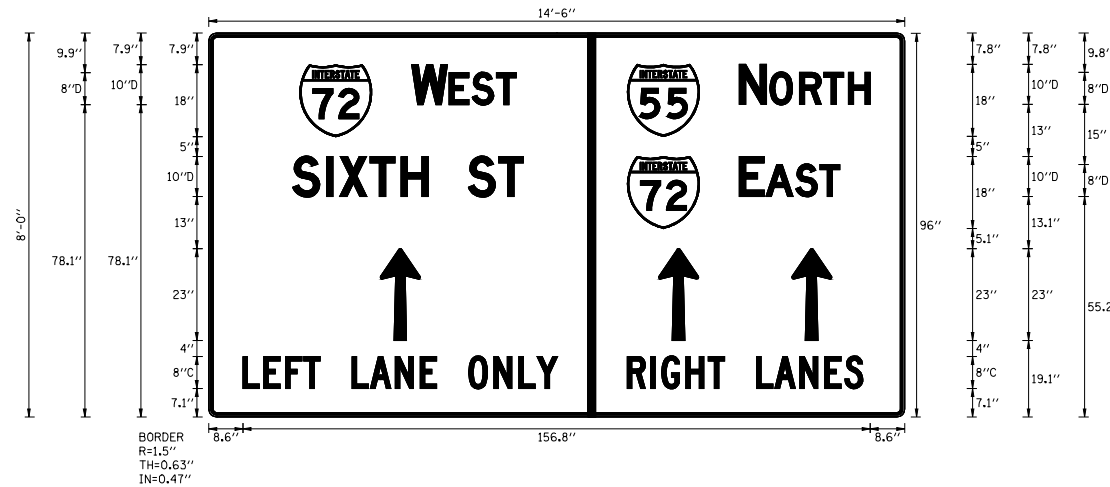 14'-6"
9.9" 7.9" 7.9" 7.8" 7.8" 9.8"
8"D 10"D 18" 18" 10"D 8"D
INTERSTATE 72 WEST INTERSTATE 55 NORTH
5" 5" 13" 15"
10"D 18" 10"D 8"D
SIXTH ST INTERSTATE 72 EAST
8'-0" 78.1" 78.1" 13" 96" 5.1" 13.1"
23" 23" 23" 55.2
4" 4"
8"C 8"C 19.1"
LEFT LANE ONLY RIGHT LANES
7.1" 7.1"
8.6" 156.8" 8.6"
BORDER
R=1.5"
TH=0.63"
IN=0.47"